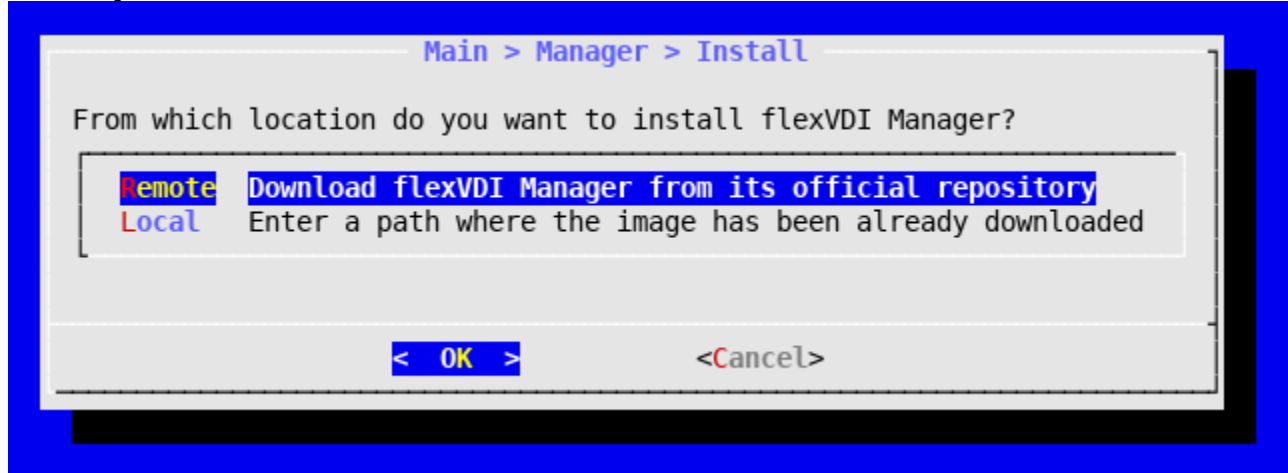 Main > Manager > Install
From which location do you want to install flexVDI Manager?
Remote Download flexVDI Manager from its official repository
Local Enter a path where the image has been already downloaded
< OK > <Cancel>